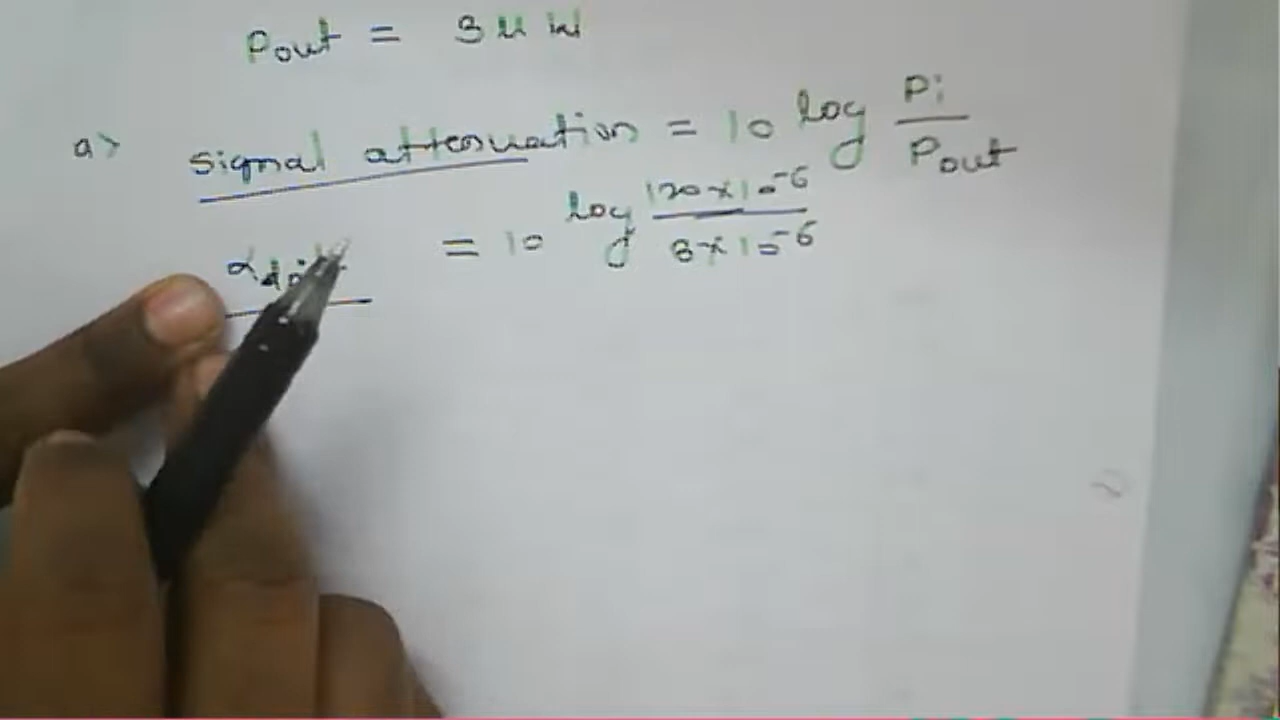 Pout = 3 μ W
a> Signal attenuation = 10 log Pi / Pout
= 10 log 120 × 10⁻⁶ / 3 × 10⁻⁶